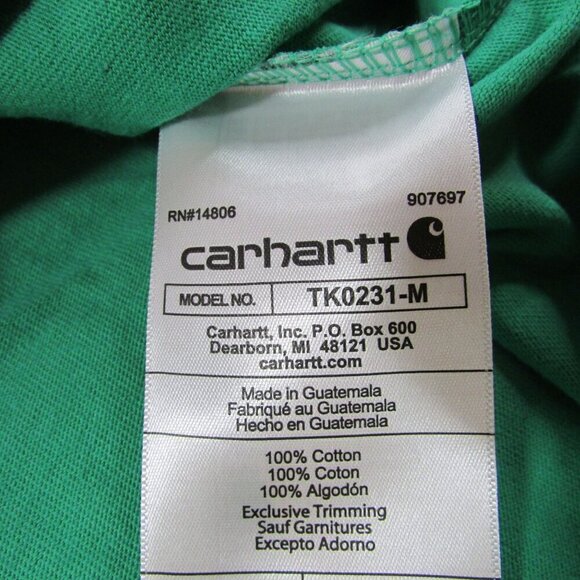 RN#14806 907697
carhartt
MODEL NO. TK0231-M
Carhartt, Inc. P.O. Box 600
Dearborn, MI 48121 USA
carhartt.com
Made in Guatemala
Fabriqué au Guatemala
Hecho en Guatemala
100% Cotton
100% Coton
100% Algodón
Exclusive Trimming
Sauf Garnitures
Excepto Adorno